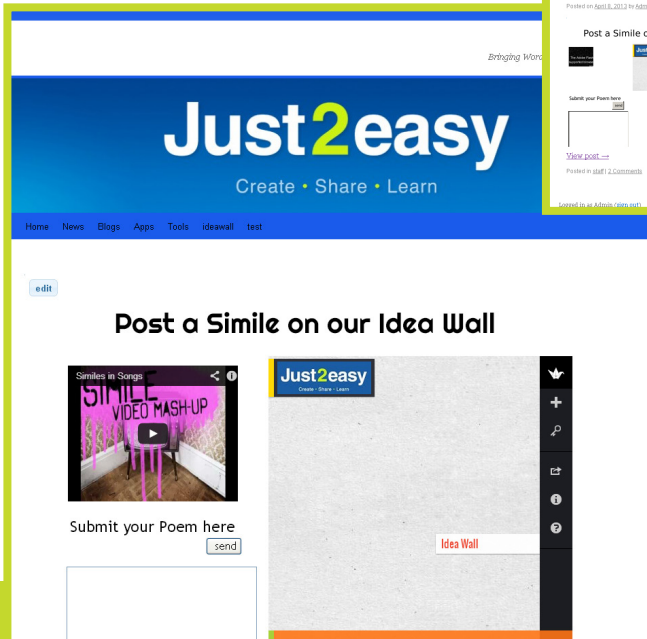 Posted on April 8, 2013 by
Post a Simile
Just
Submit your Poem here
send
View post →
Posted in staff | 2 Comments
Logged in as Admin (sign out)
Bringing
Just2easy
Create • Share • Learn
Home News Blogs Apps Tools ideawall test
edit
Post a Simile on our Idea Wall
Similes in Songs
SIMILE
VIDEO MASH-UP
Just2easy
Create • Share • Learn
Submit your Poem here
send
Idea Wall